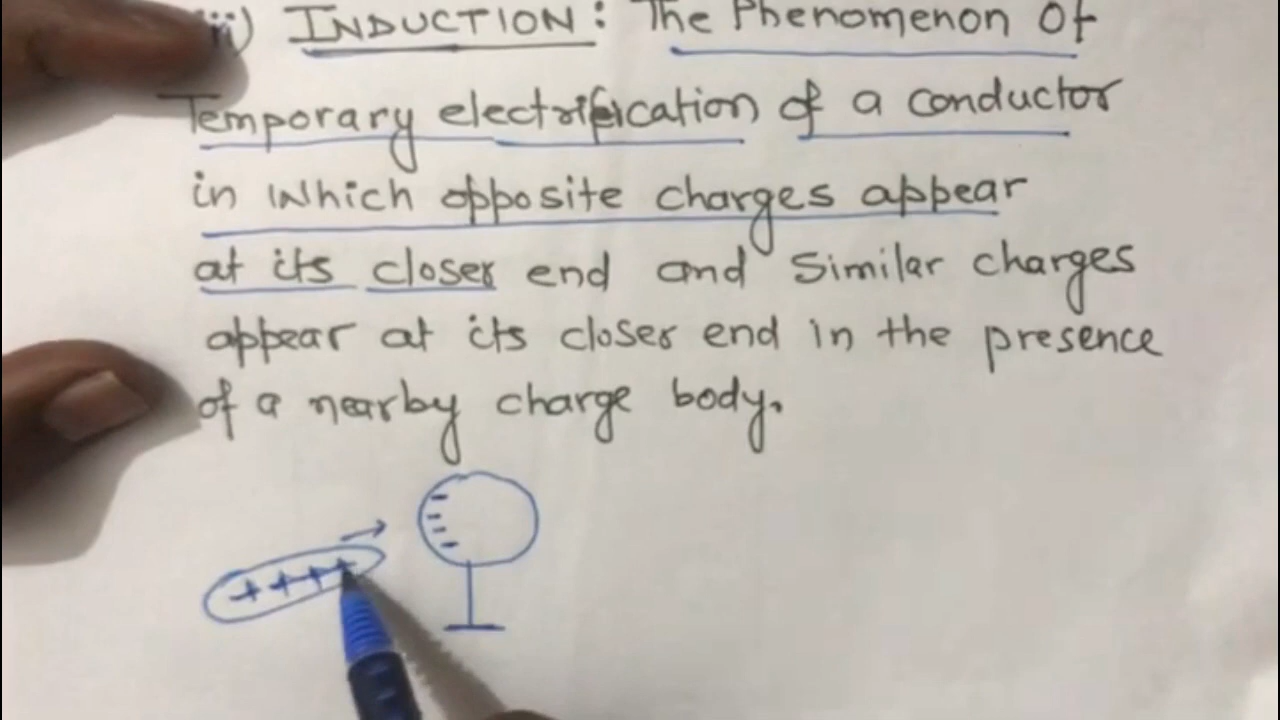 ii) INDUCTION: The Phenomenon Of
Temporary electrification of a conductor
in which opposite charges appear
at its closer end and similar charges
appear at its closer end in the presence
of a nearby charge body.
- - - -
+ + + +